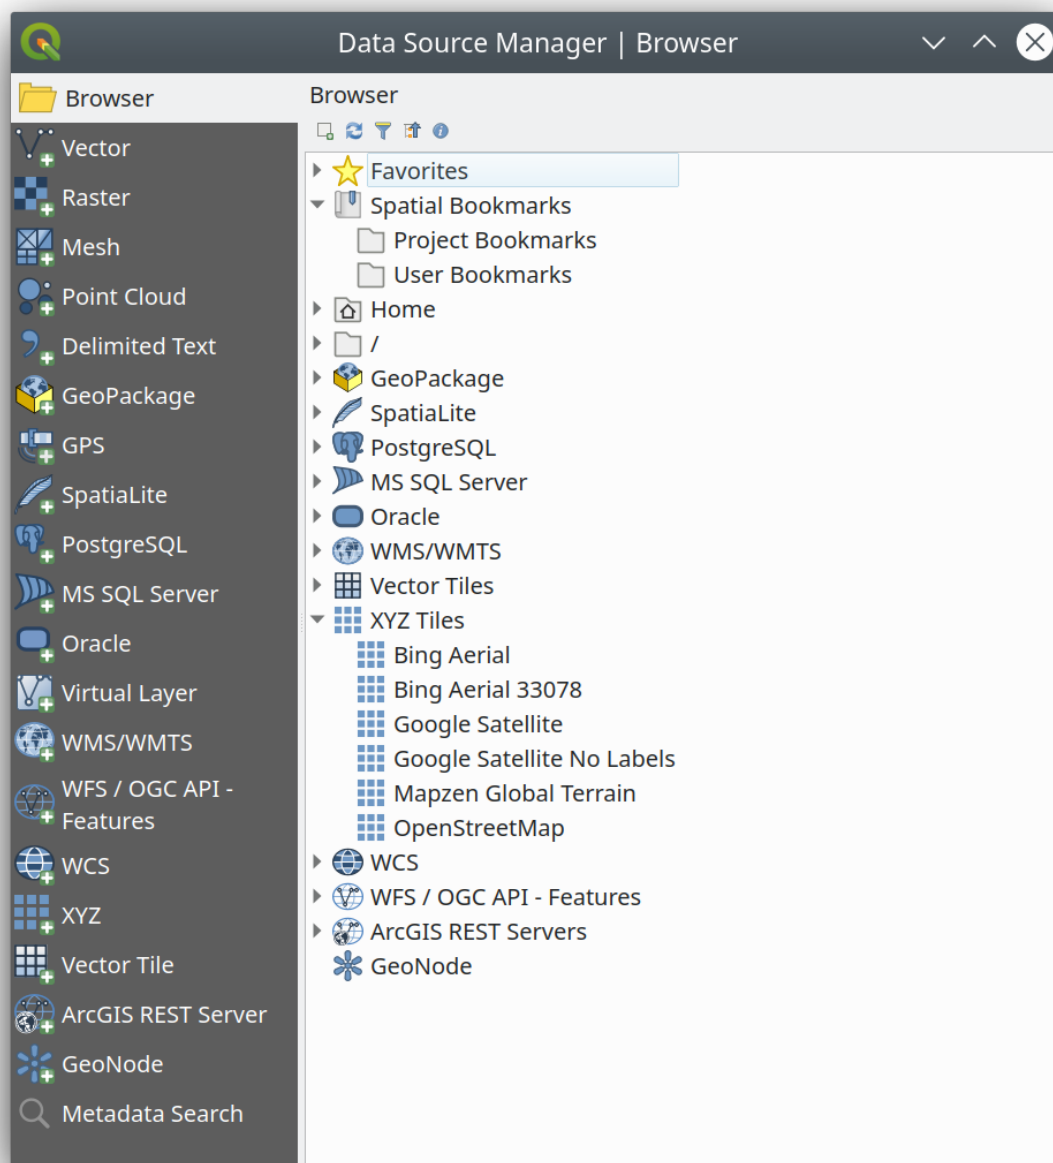 Data Source Manager | Browser
Browser
Vector
Raster
Mesh
Point Cloud
Delimited Text
GeoPackage
GPS
SpatiaLite
PostgreSQL
MS SQL Server
Oracle
Virtual Layer
WMS/WMTS
WFS / OGC API -
Features
WCS
XYZ
Vector Tile
ArcGIS REST Server
GeoNode
Metadata Search
Browser
Favorites
Spatial Bookmarks
Project Bookmarks
User Bookmarks
Home
/
GeoPackage
SpatiaLite
PostgreSQL
MS SQL Server
Oracle
WMS/WMTS
Vector Tiles
XYZ Tiles
Bing Aerial
Bing Aerial 33078
Google Satellite
Google Satellite No Labels
Mapzen Global Terrain
OpenStreetMap
WCS
WFS / OGC API - Features
ArcGIS REST Servers
GeoNode